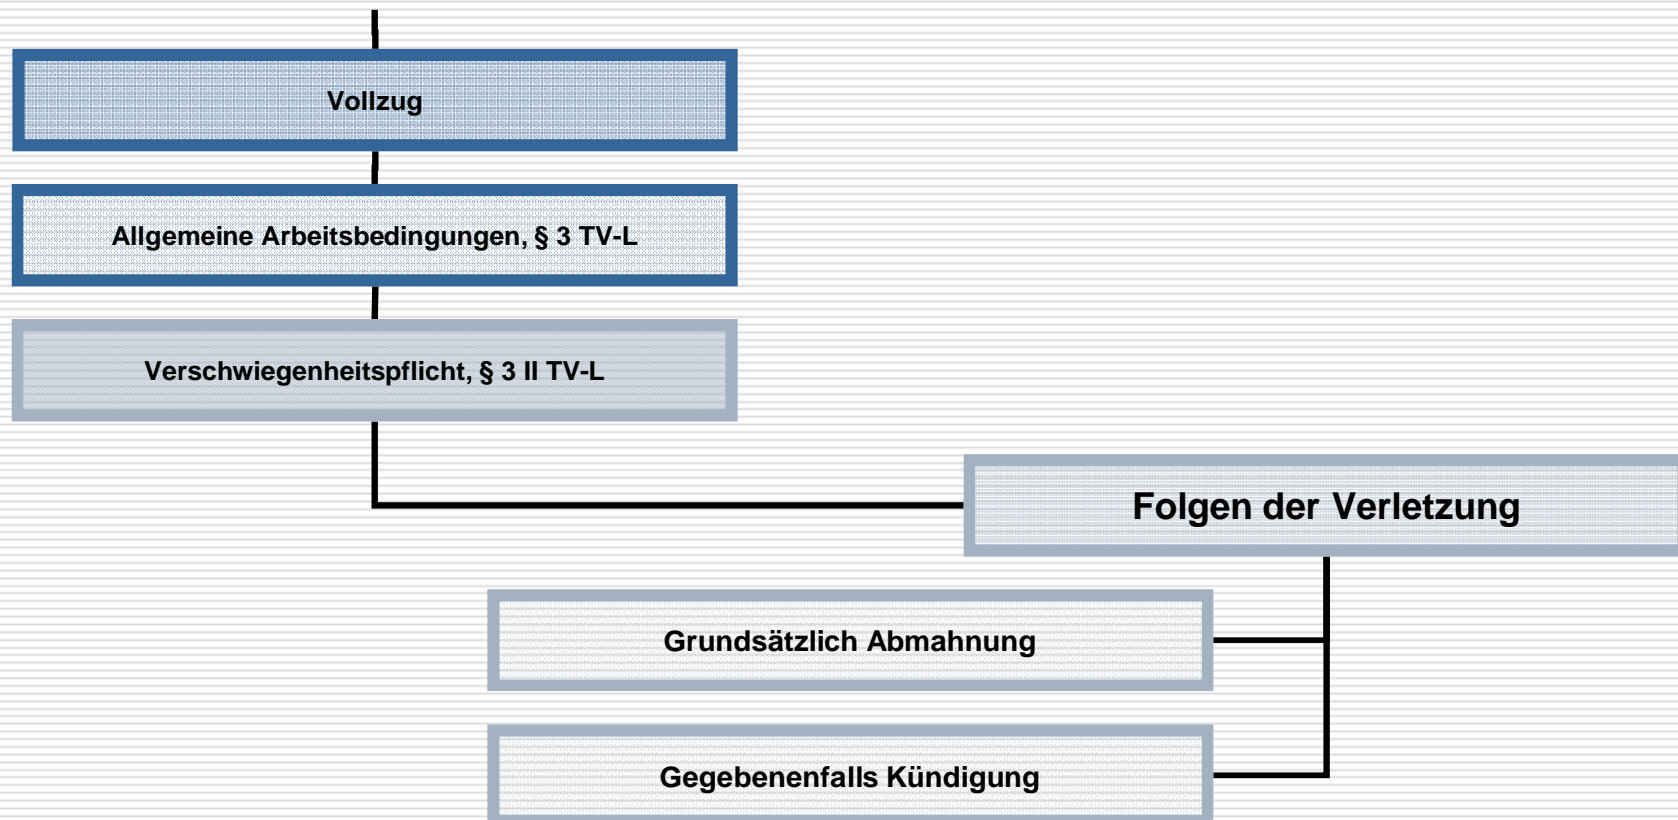 Vollzug
Allgemeine Arbeitsbedingungen, § 3 TV-L
Verschwiegenheitspflicht, § 3 II TV-L
Folgen der Verletzung
Grundsätzlich Abmahnung
Gegebenenfalls Kündigung